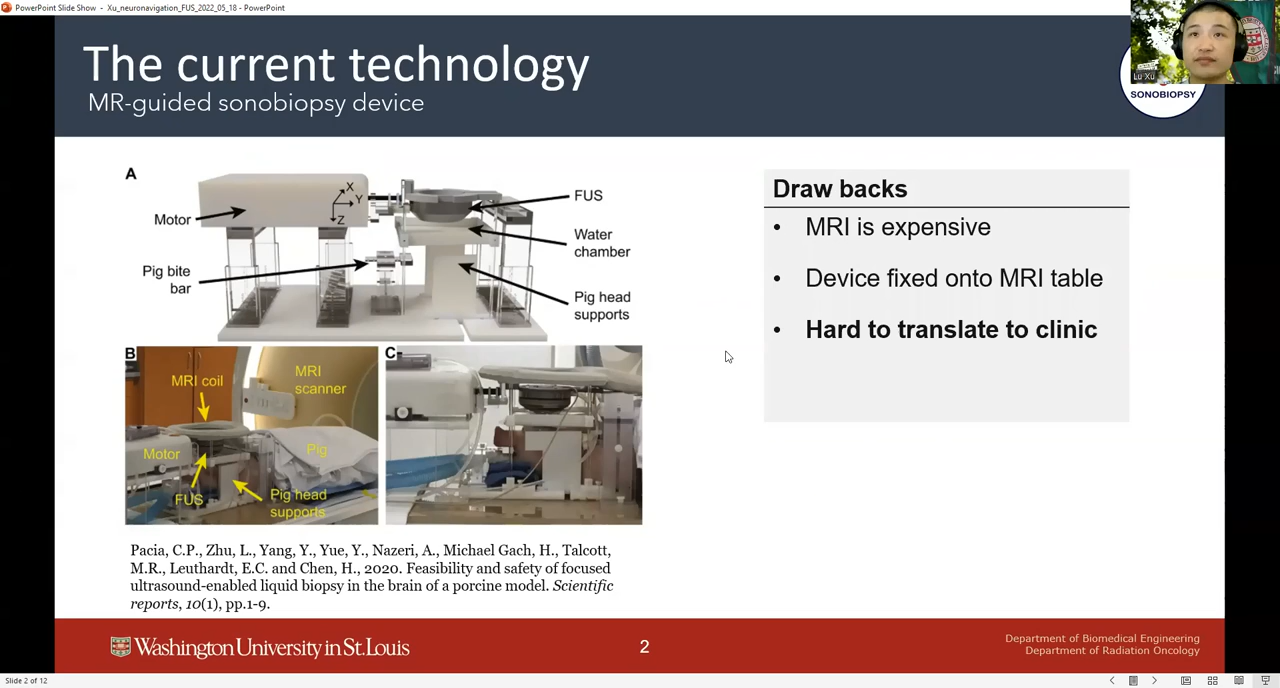 PowerPoint Slide Show - Xu_neuronavigation_FUS_2022_05_18 - PowerPoint
The current technology
MR-guided sonobiopsy device
Lu Xu
SONOBIOPSY
A
Motor
X
Y
Z
FUS
Water
chamber
Pig bite
bar
Pig head
supports
B
MRI coil
MRI
scanner
Motor
Pig
FUS
Pig head
supports
C
Draw backs
• MRI is expensive
• Device fixed onto MRI table
• Hard to translate to clinic
Pacia, C.P., Zhu, L., Yang, Y., Yue, Y., Nazeri, A., Michael Gach, H., Talcott,
M.R., Leuthardt, E.C. and Chen, H., 2020. Feasibility and safety of focused
ultrasound-enabled liquid biopsy in the brain of a porcine model. Scientific
reports, 10(1), pp.1-9.
Washington University in St. Louis
2
Department of Biomedical Engineering
Department of Radiation Oncology
Slide 2 of 12